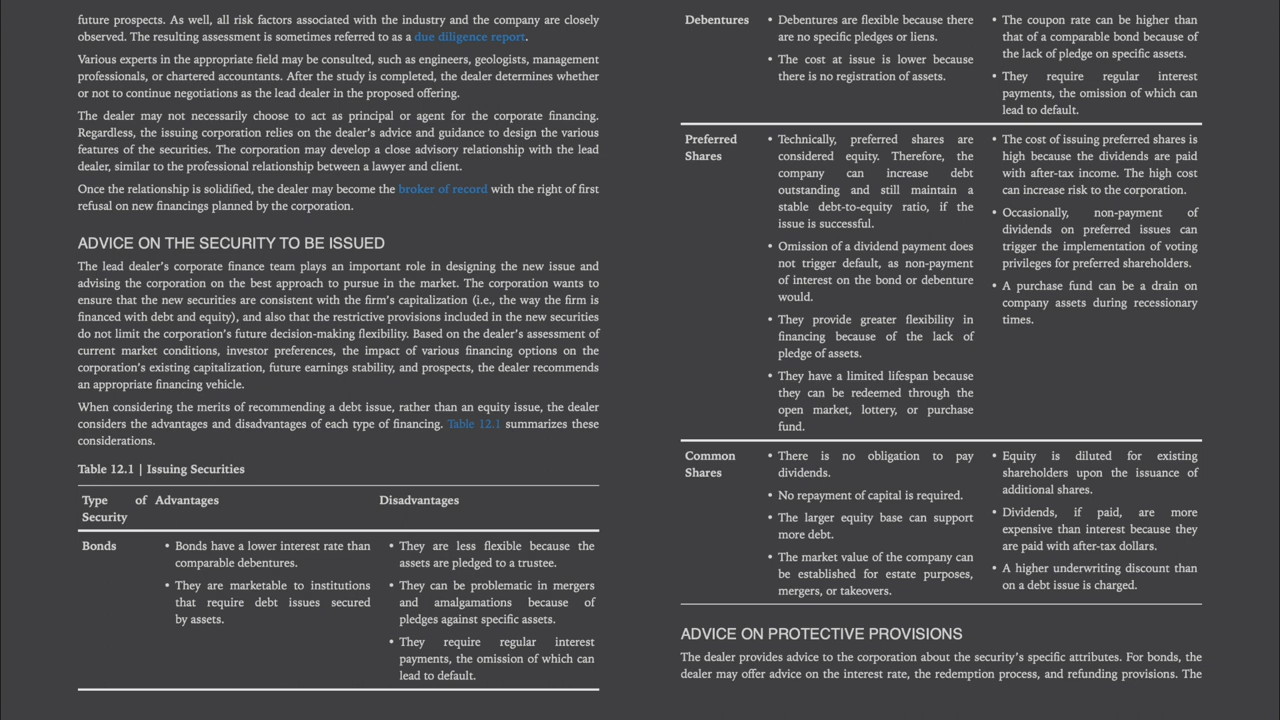 future prospects. As well, all risk factors associated with the industry and the company are closely
observed. The resulting assessment is sometimes referred to as a due diligence report.
Various experts in the appropriate field may be consulted, such as engineers, geologists, management
professionals, or chartered accountants. After the study is completed, the dealer determines whether
or not to continue negotiations as the lead dealer in the proposed offering.
The dealer may not necessarily choose to act as principal or agent for the corporate financing.
Regardless, the issuing corporation relies on the dealer's advice and guidance to design the various
features of the securities. The corporation may develop a close advisory relationship with the lead
dealer, similar to the professional relationship between a lawyer and client.
Once the relationship is solidified, the dealer may become the broker of record with the right of first
refusal on new financings planned by the corporation.
ADVICE ON THE SECURITY TO BE ISSUED
The lead dealer's corporate finance team plays an important role in designing the new issue and
advising the corporation on the best approach to pursue in the market. The corporation wants to
ensure that the new securities are consistent with the firm's capitalization (i.e., the way the firm is
financed with debt and equity), and also that the restrictive provisions included in the new securities
do not limit the corporation's future decision-making flexibility. Based on the dealer's assessment of
current market conditions, investor preferences, the impact of various financing options on the
corporation's existing capitalization, future earnings stability, and prospects, the dealer recommends
an appropriate financing vehicle.
When considering the merits of recommending a debt issue, rather than an equity issue, the dealer
considers the advantages and disadvantages of each type of financing. Table 12.1 summarizes these
considerations.
Table 12.1 | Issuing Securities
Type of
Security
Advantages
Disadvantages
Bonds
• Bonds have a lower interest rate than
comparable debentures.
• They are marketable to institutions
that require debt issues secured
by assets.
• They are less flexible because the
assets are pledged to a trustee.
• They can be problematic in mergers
and amalgamations because of
pledges against specific assets.
• They require regular interest
payments, the omission of which can
lead to default.
Debentures
• Debentures are flexible because there
are no specific pledges or liens.
• The cost at issue is lower because
there is no registration of assets.
• The coupon rate can be higher than
that of a comparable bond because of
the lack of pledge on specific assets.
• They require regular interest
payments, the omission of which can
lead to default.
Preferred
Shares
• Technically, preferred shares are
considered equity. Therefore, the
company can increase debt
outstanding and still maintain a
stable debt-to-equity ratio, if the
issue is successful.
• Omission of a dividend payment does
not trigger default, as non-payment
of interest on the bond or debenture
would.
• They provide greater flexibility in
financing because of the lack of
pledge of assets.
• They have a limited lifespan because
they can be redeemed through the
open market, lottery, or purchase
fund.
• The cost of issuing preferred shares is
high because the dividends are paid
with after-tax income. The high cost
can increase risk to the corporation.
• Occasionally, non-payment of
dividends on preferred issues can
trigger the implementation of voting
privileges for preferred shareholders.
• A purchase fund can be a drain on
company assets during recessionary
times.
Common
Shares
• There is no obligation to pay
dividends.
• No repayment of capital is required.
• The larger equity base can support
more debt.
• The market value of the company can
be established for estate purposes,
mergers, or takeovers.
• Equity is diluted for existing
shareholders upon the issuance of
additional shares.
• Dividends, if paid, are more
expensive than interest because they
are paid with after-tax dollars.
• A higher underwriting discount than
on a debt issue is charged.
ADVICE ON PROTECTIVE PROVISIONS
The dealer provides advice to the corporation about the security's specific attributes. For bonds, the
dealer may offer advice on the interest rate, the redemption process, and refunding provisions. The